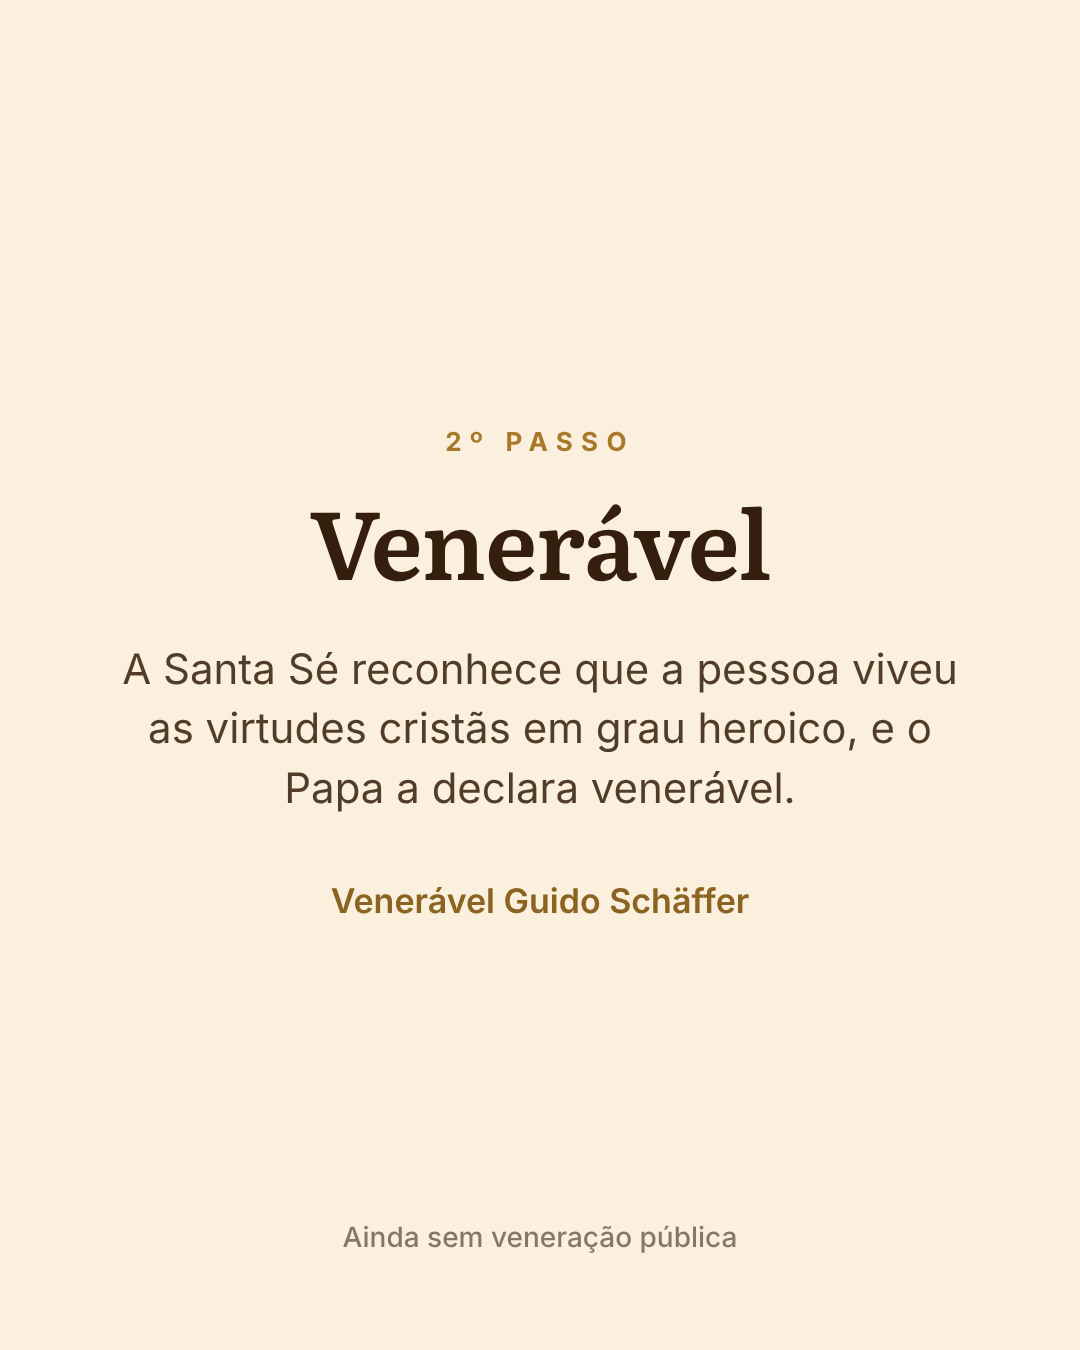 2º PASSO
Venerável
A Santa Sé reconhece que a pessoa viveu
as virtudes cristãs em grau heroico, e o
Papa a declara venerável.
Venerável Guido Schäffer
Ainda sem veneração pública